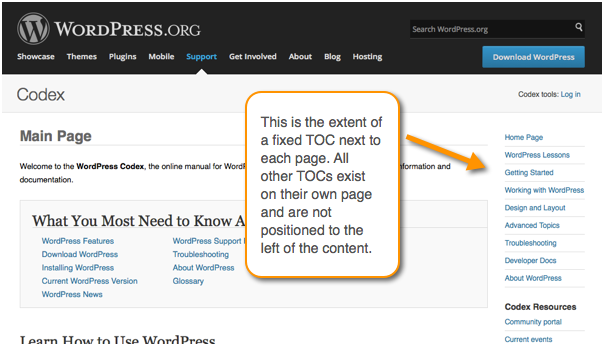 WORDPRESS.ORG
Search WordPress.org
Showcase Themes Plugins Mobile Support Get Involved About Blog Hosting
Download WordPress
Codex
Codex tools: Log in
Main Page
Welcome to the WordPress Codex, the online manual for
documentation.
What You Most Need to Know
WordPress Features
Download WordPress
Installing WordPress
Current WordPress Version
WordPress News
WordPress Support
Troubleshooting
About WordPress
Glossary
Learn How to Use WordPress
This is the extent of
a fixed TOC next to
each page. All
other TOCs exist
on their own page
and are not
positioned to the
left of the content.
Home Page
WordPress Lessons
Getting Started
Working with WordPress
Design and Layout
Advanced Topics
Troubleshooting
Developer Docs
About WordPress
Codex Resources
Community portal
Current events